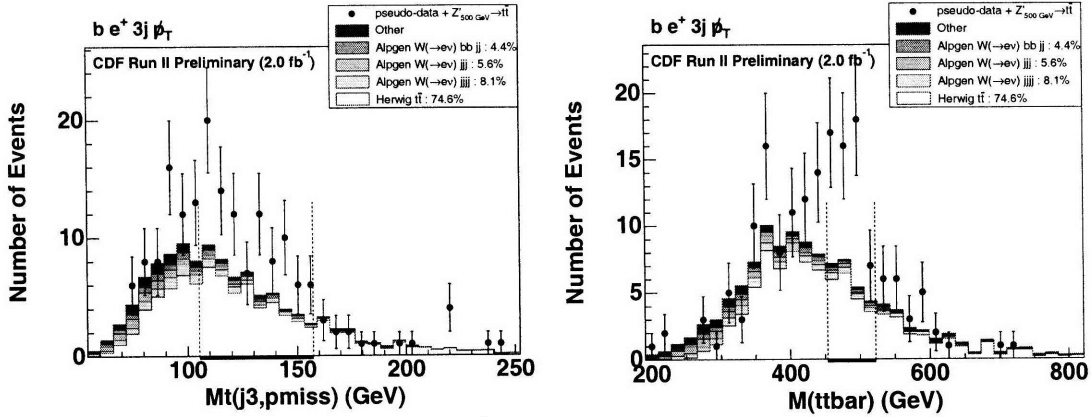 b e⁺ 3j p̸_T
pseudo-data + Z'_500 GeV→tt̄
Other
Alpgen W(→eν) bb jj : 4.4%
Alpgen W(→eν) jjj : 5.6%
Alpgen W(→eν) jjjj : 8.1%
Herwig tt̄ : 74.6%
CDF Run II Preliminary (2.0 fb⁻¹)
Number of Events
20
10
0
100
150
200
250
Mt(j3,pmiss) (GeV)
b e⁺ 3j p̸_T
pseudo-data + Z'_500 GeV→tt̄
Other
Alpgen W(→eν) bb jj : 4.4%
Alpgen W(→eν) jjj : 5.6%
Alpgen W(→eν) jjjj : 8.1%
Herwig tt̄ : 74.6%
CDF Run II Preliminary (2.0 fb⁻¹)
Number of Events
20
15
10
5
0
200
400
600
800
M(ttbar) (GeV)